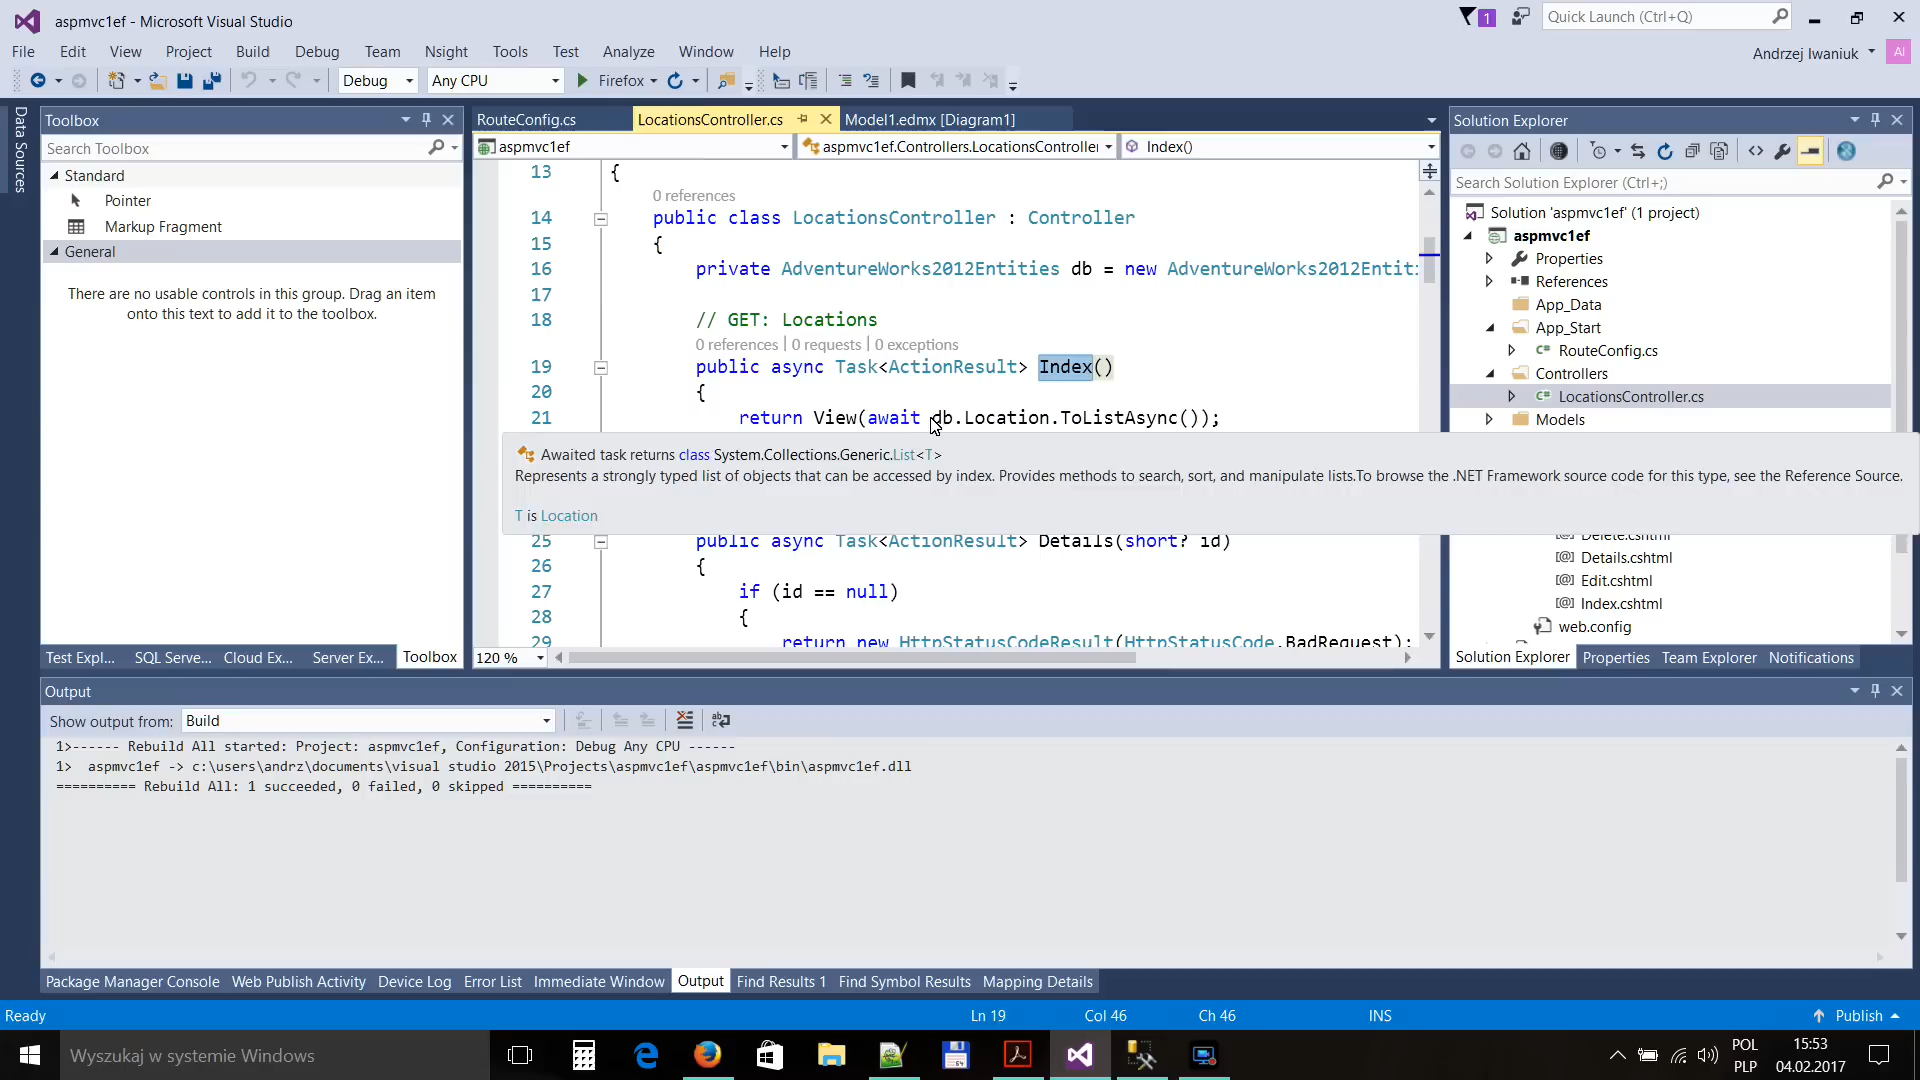 aspmvc1ef - Microsoft Visual Studio
1
Quick Launch (Ctrl+Q)
File Edit View Project Build Debug Team Nsight Tools Test Analyze Window Help
Andrzej Iwaniuk AI
Debug Any CPU Firefox
Data Sources
Toolbox
Search Toolbox
Standard
Pointer
Markup Fragment
General
There are no usable controls in this group. Drag an item
onto this text to add it to the toolbox.
Test Expl... SQL Serve... Cloud Ex... Server Ex... Toolbox
RouteConfig.cs LocationsController.cs Model1.edmx [Diagram1]
aspmvc1ef aspmvc1ef.Controllers.LocationsController Index()
13 {
0 references
14 public class LocationsController : Controller
15 {
16 private AdventureWorks2012Entities db = new AdventureWorks2012Entiti
17
18 // GET: Locations
0 references | 0 requests | 0 exceptions
19 public async Task<ActionResult> Index()
20 {
21 return View(await db.Location.ToListAsync());
Awaited task returns class System.Collections.Generic.List<T>
Represents a strongly typed list of objects that can be accessed by index. Provides methods to search, sort, and manipulate lists.To browse the .NET Framework source code for this type, see the Reference Source.
T is Location
25 public async Task<ActionResult> Details(short? id)
26 {
27 if (id == null)
28 {
29 return new HttpStatusCodeResult(HttpStatusCode.BadRequest);
120 %
Solution Explorer
Search Solution Explorer (Ctrl+;)
Solution 'aspmvc1ef' (1 project)
aspmvc1ef
Properties
References
App_Data
App_Start
C# RouteConfig.cs
Controllers
C# LocationsController.cs
Models
[@] Delete.cshtml
[@] Details.cshtml
[@] Edit.cshtml
[@] Index.cshtml
web.config
Solution Explorer Properties Team Explorer Notifications
Output
Show output from: Build
1>------ Rebuild All started: Project: aspmvc1ef, Configuration: Debug Any CPU ------
1>  aspmvc1ef -> c:\users\andrz\documents\visual studio 2015\Projects\aspmvc1ef\aspmvc1ef\bin\aspmvc1ef.dll
========== Rebuild All: 1 succeeded, 0 failed, 0 skipped ==========
Package Manager Console Web Publish Activity Device Log Error List Immediate Window Output Find Results 1 Find Symbol Results Mapping Details
Ready Ln 19 Col 46 Ch 46 INS Publish
Wyszukaj w systemie Windows
POL
PLP
15:53
04.02.2017